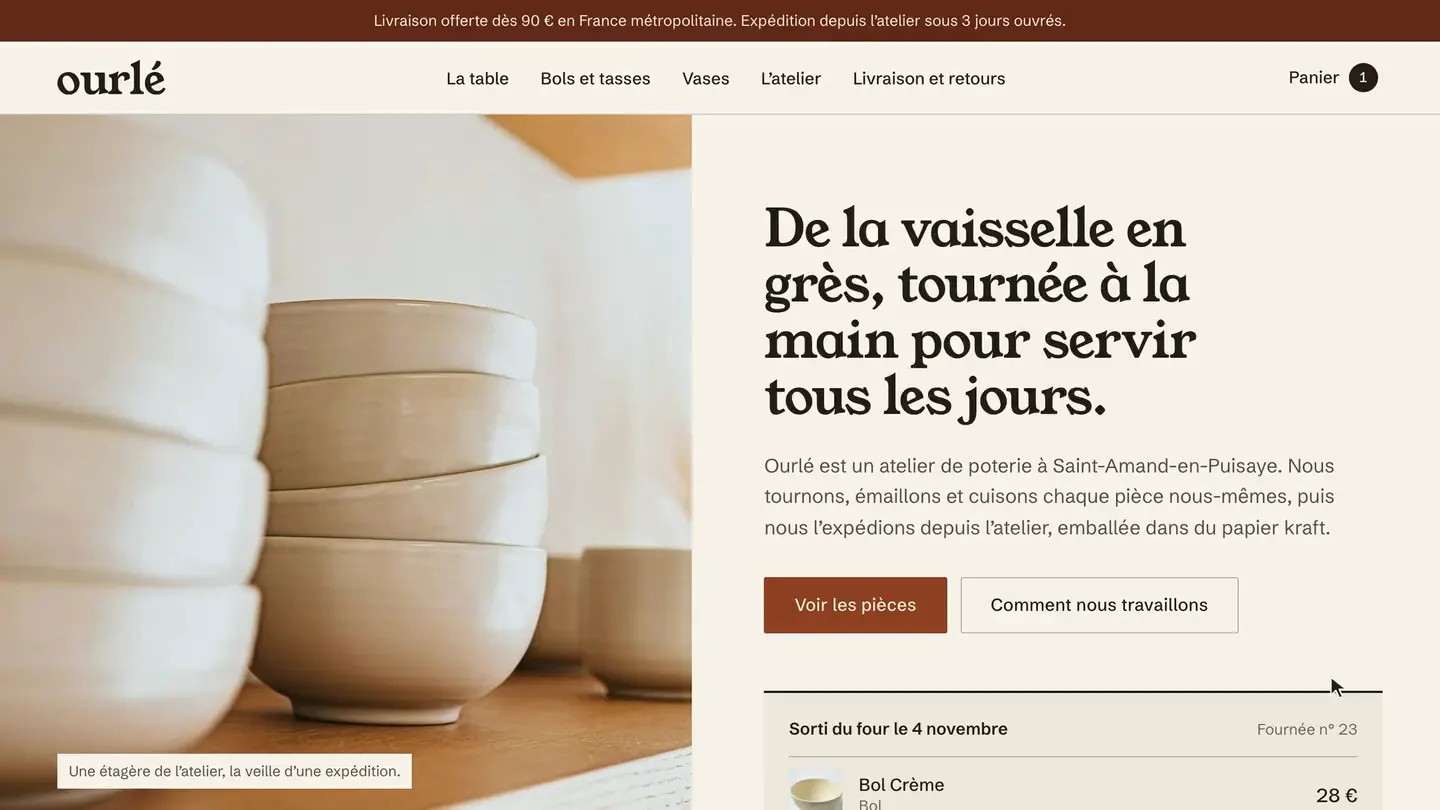 Livraison offerte dès 90 € en France métropolitaine. Expédition depuis l’atelier sous 3 jours ouvrés.
ourlé
La table
Bols et tasses
Vases
L’atelier
Livraison et retours
Panier 1
De la vaisselle en
grès, tournée à la
main pour servir
tous les jours.
Ourlé est un atelier de poterie à Saint-Amand-en-Puisaye. Nous
tournons, émaillons et cuisons chaque pièce nous-mêmes, puis
nous l’expédions depuis l’atelier, emballée dans du papier kraft.
Voir les pièces
Comment nous travaillons
Sorti du four le 4 novembre
Fournée n° 23
Bol Crème
Bol
28 €
Une étagère de l’atelier, la veille d’une expédition.